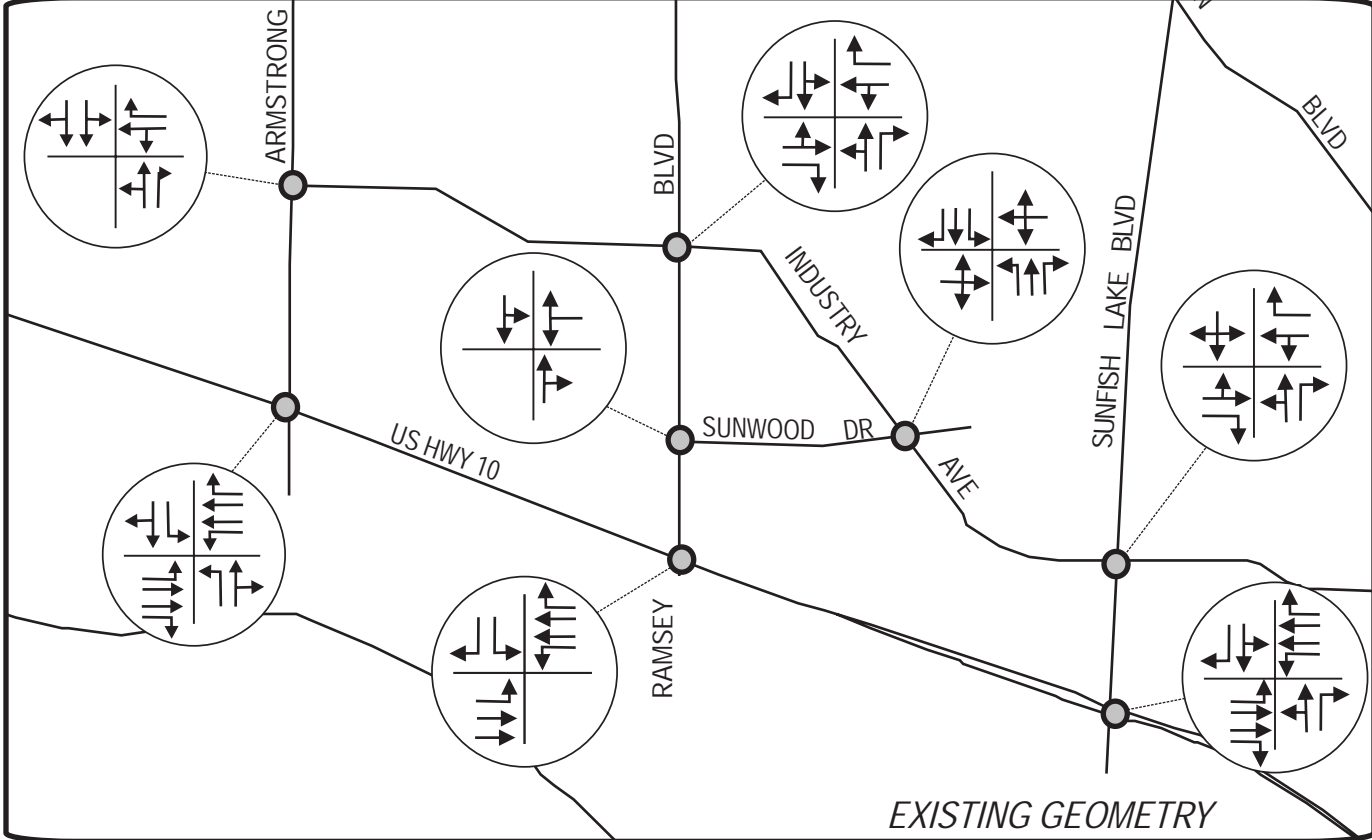 ARMSTRONG
BLVD
BLVD
INDUSTRY
SUNFISH LAKE BLVD
US HWY 10
SUNWOOD DR
AVE
RAMSEY
EXISTING GEOMETRY